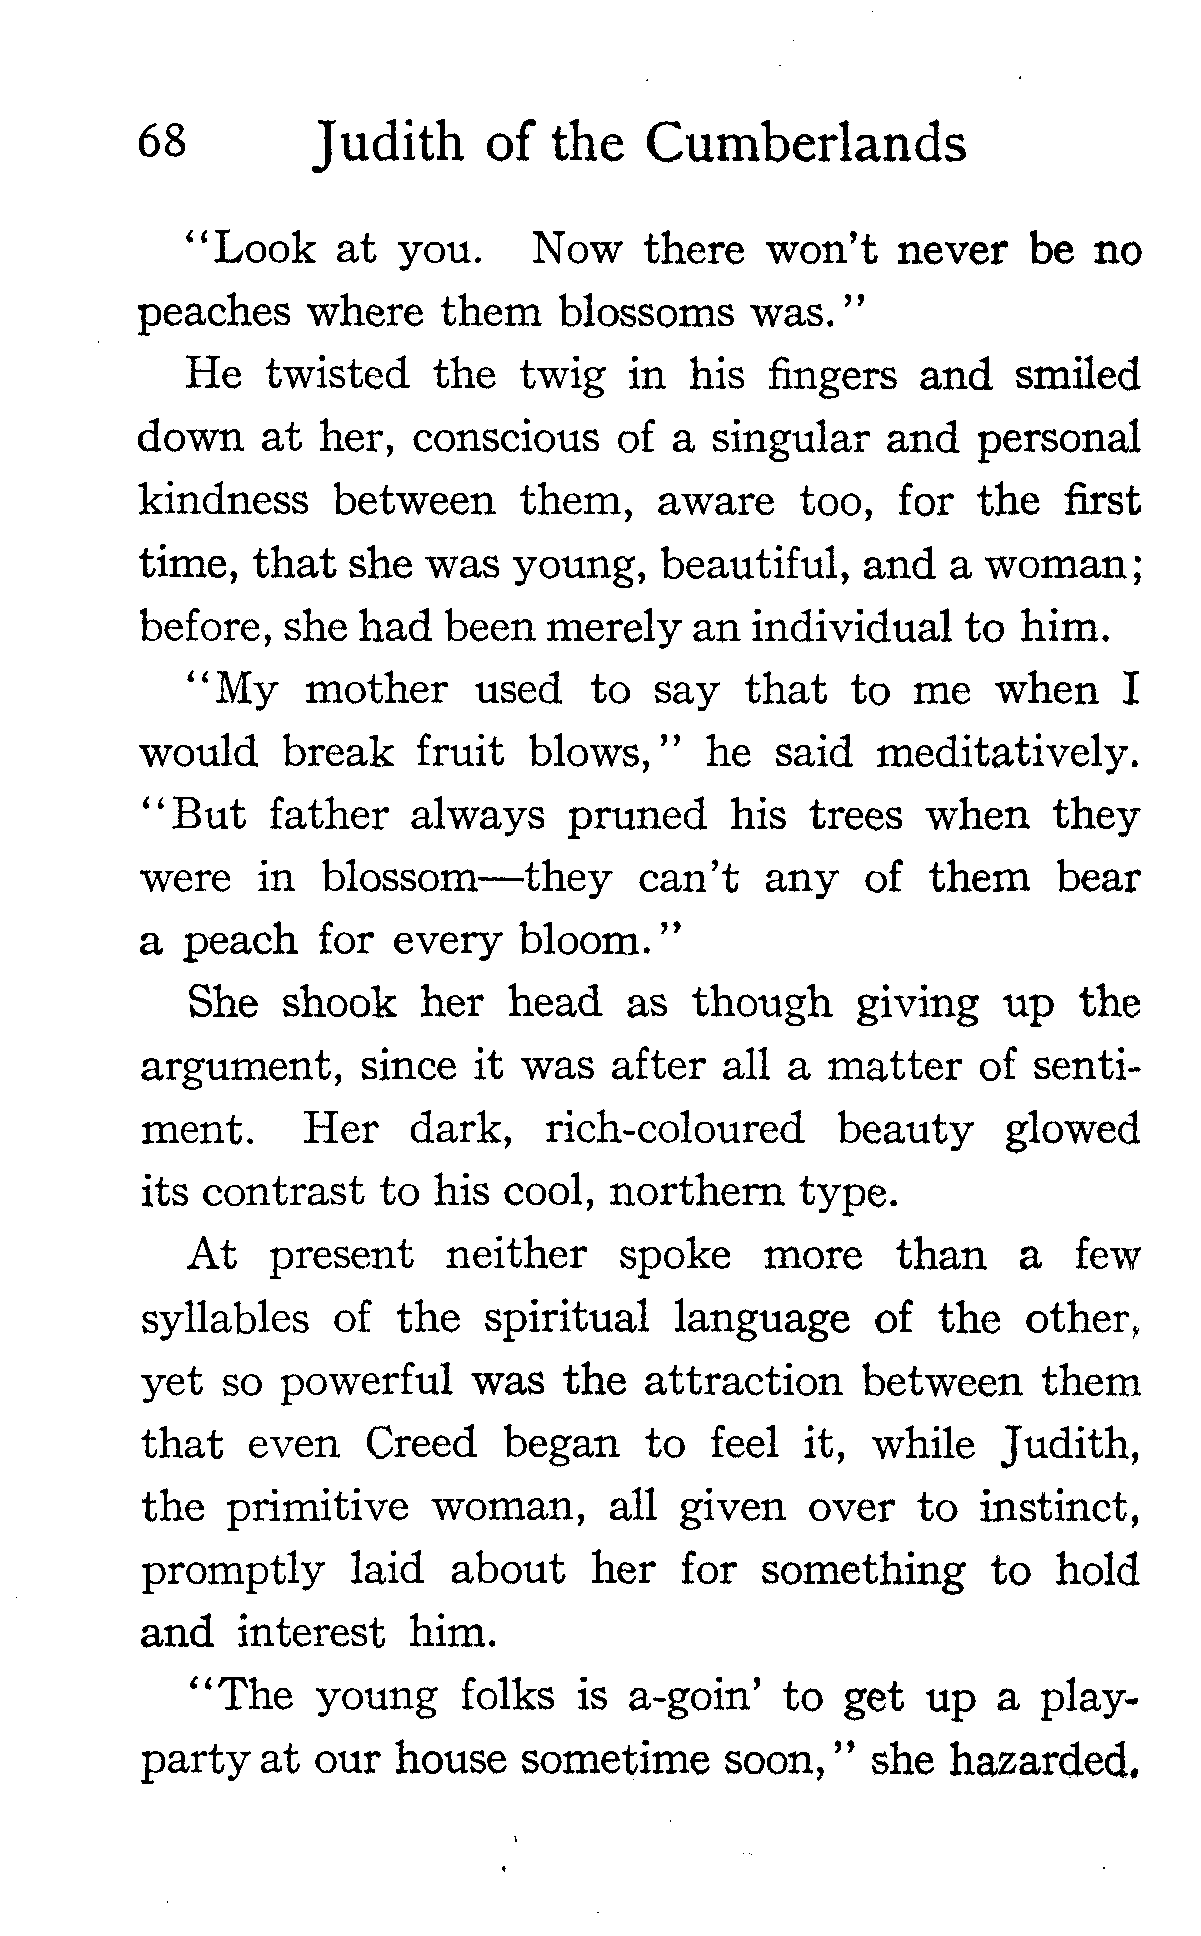 68 Judith of the Cumberlands
"Look at you. Now there won't never be no
peaches where them blossoms was."
He twisted the twig in his fingers and smiled
down at her, conscious of a singular and personal
kindness between them, aware too, for the first
time, that she was young, beautiful, and a woman;
before, she had been merely an individual to him.
"My mother used to say that to me when I
would break fruit blows," he said meditatively.
"But father always pruned his trees when they
were in blossom—they can't any of them bear
a peach for every bloom."
She shook her head as though giving up the
argument, since it was after all a matter of senti-
ment. Her dark, rich-coloured beauty glowed
its contrast to his cool, northern type.
At present neither spoke more than a few
syllables of the spiritual language of the other,
yet so powerful was the attraction between them
that even Creed began to feel it, while Judith,
the primitive woman, all given over to instinct,
promptly laid about her for something to hold
and interest him.
"The young folks is a-goin' to get up a play-
party at our house sometime soon," she hazarded.